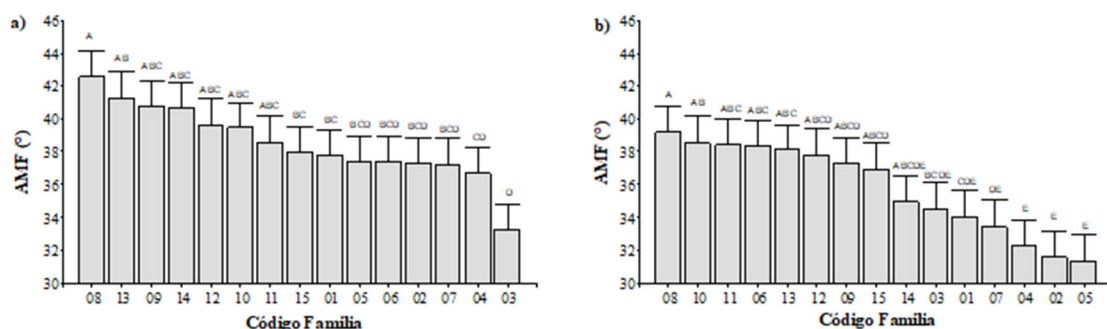 a)
46
44
42
40
38
36
34
32
30
AMF (°)
A AB ABC ABC ABC ABC ABC BC BC BCD BCD BCD BCD CD D
08 13 09 14 12 10 11 15 01 05 06 02 07 04 03
Código Familia
b)
46
44
42
40
38
36
34
32
30
AMF (°)
A AB ABC ABC ABC ABCD ABCD ABCD ABCDE BCDE CDE DE E E E
08 10 11 06 13 12 09 15 14 03 01 07 04 02 05
Código Familia